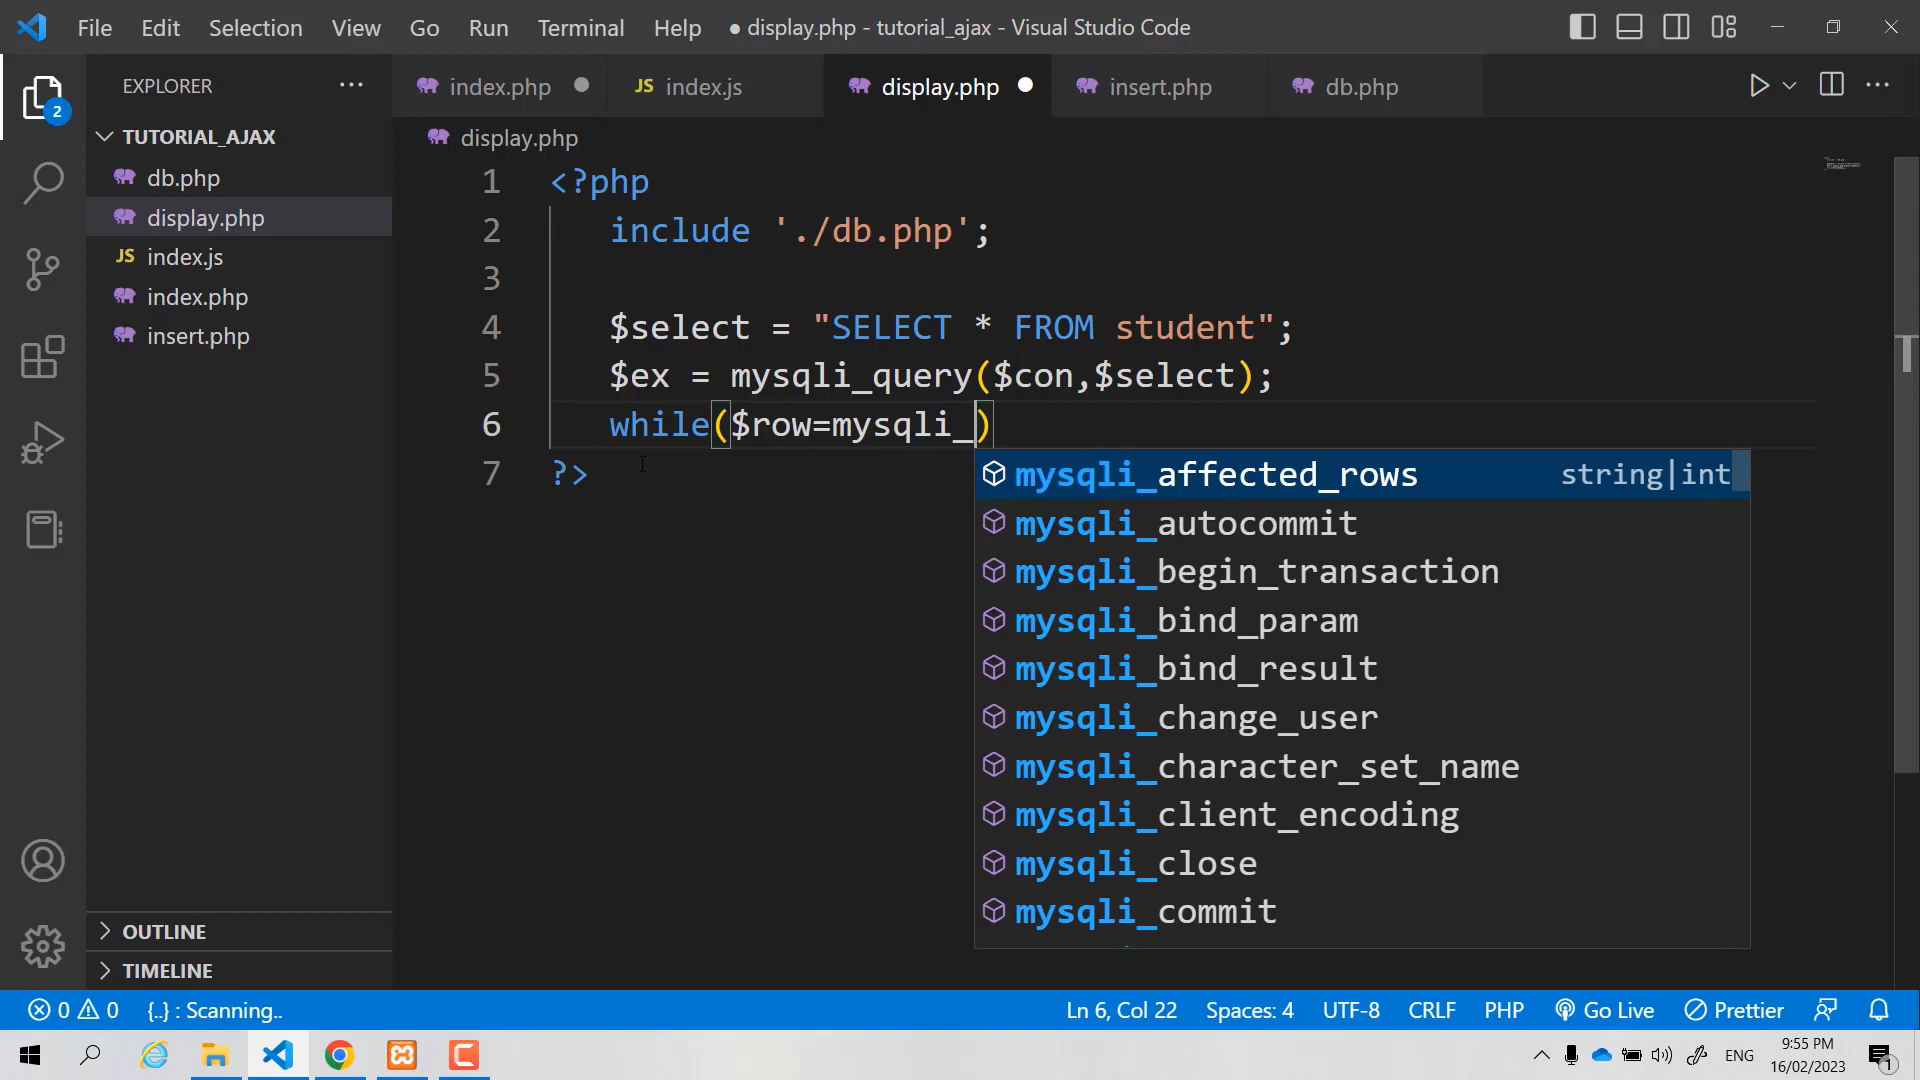 File Edit Selection View Go Run Terminal Help ● display.php - tutorial_ajax - Visual Studio Code
EXPLORER ···
index.php JS index.js display.php insert.php db.php
TUTORIAL_AJAX
display.php
db.php
display.php
JS index.js
index.php
insert.php
1 <?php
2 include './db.php';
3
4 $select = "SELECT * FROM student";
5 $ex = mysqli_query($con,$select);
6 while($row=mysqli_)
7 ?>
mysqli_affected_rows string|int
mysqli_autocommit
mysqli_begin_transaction
mysqli_bind_param
mysqli_bind_result
mysqli_change_user
mysqli_character_set_name
mysqli_client_encoding
mysqli_close
mysqli_commit
2
OUTLINE
TIMELINE
0 0 {..} : Scanning.. Ln 6, Col 22 Spaces: 4 UTF-8 CRLF PHP Go Live Prettier
ENG 9:55 PM
16/02/2023 1